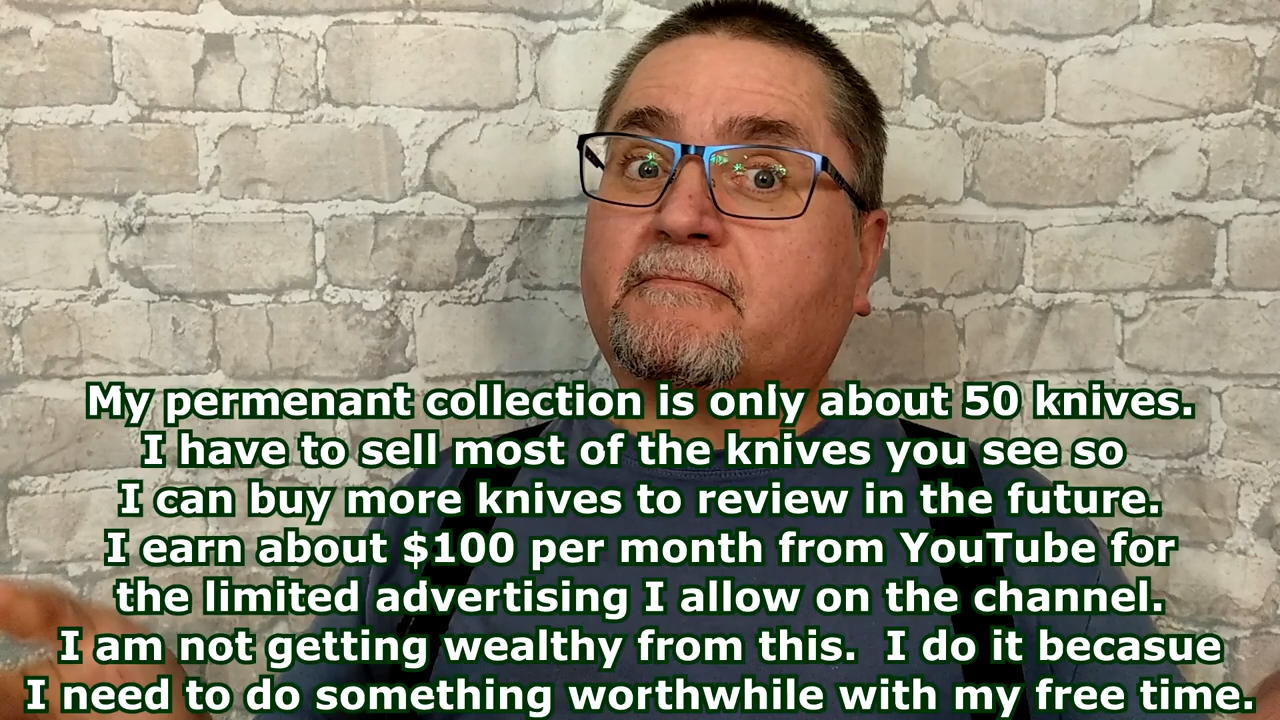 My permenant collection is only about 50 knives.
I have to sell most of the knives you see so
I can buy more knives to review in the future.
I earn about $100 per month from YouTube for
the limited advertising I allow on the channel.
I am not getting wealthy from this.  I do it becasue
I need to do something worthwhile with my free time.